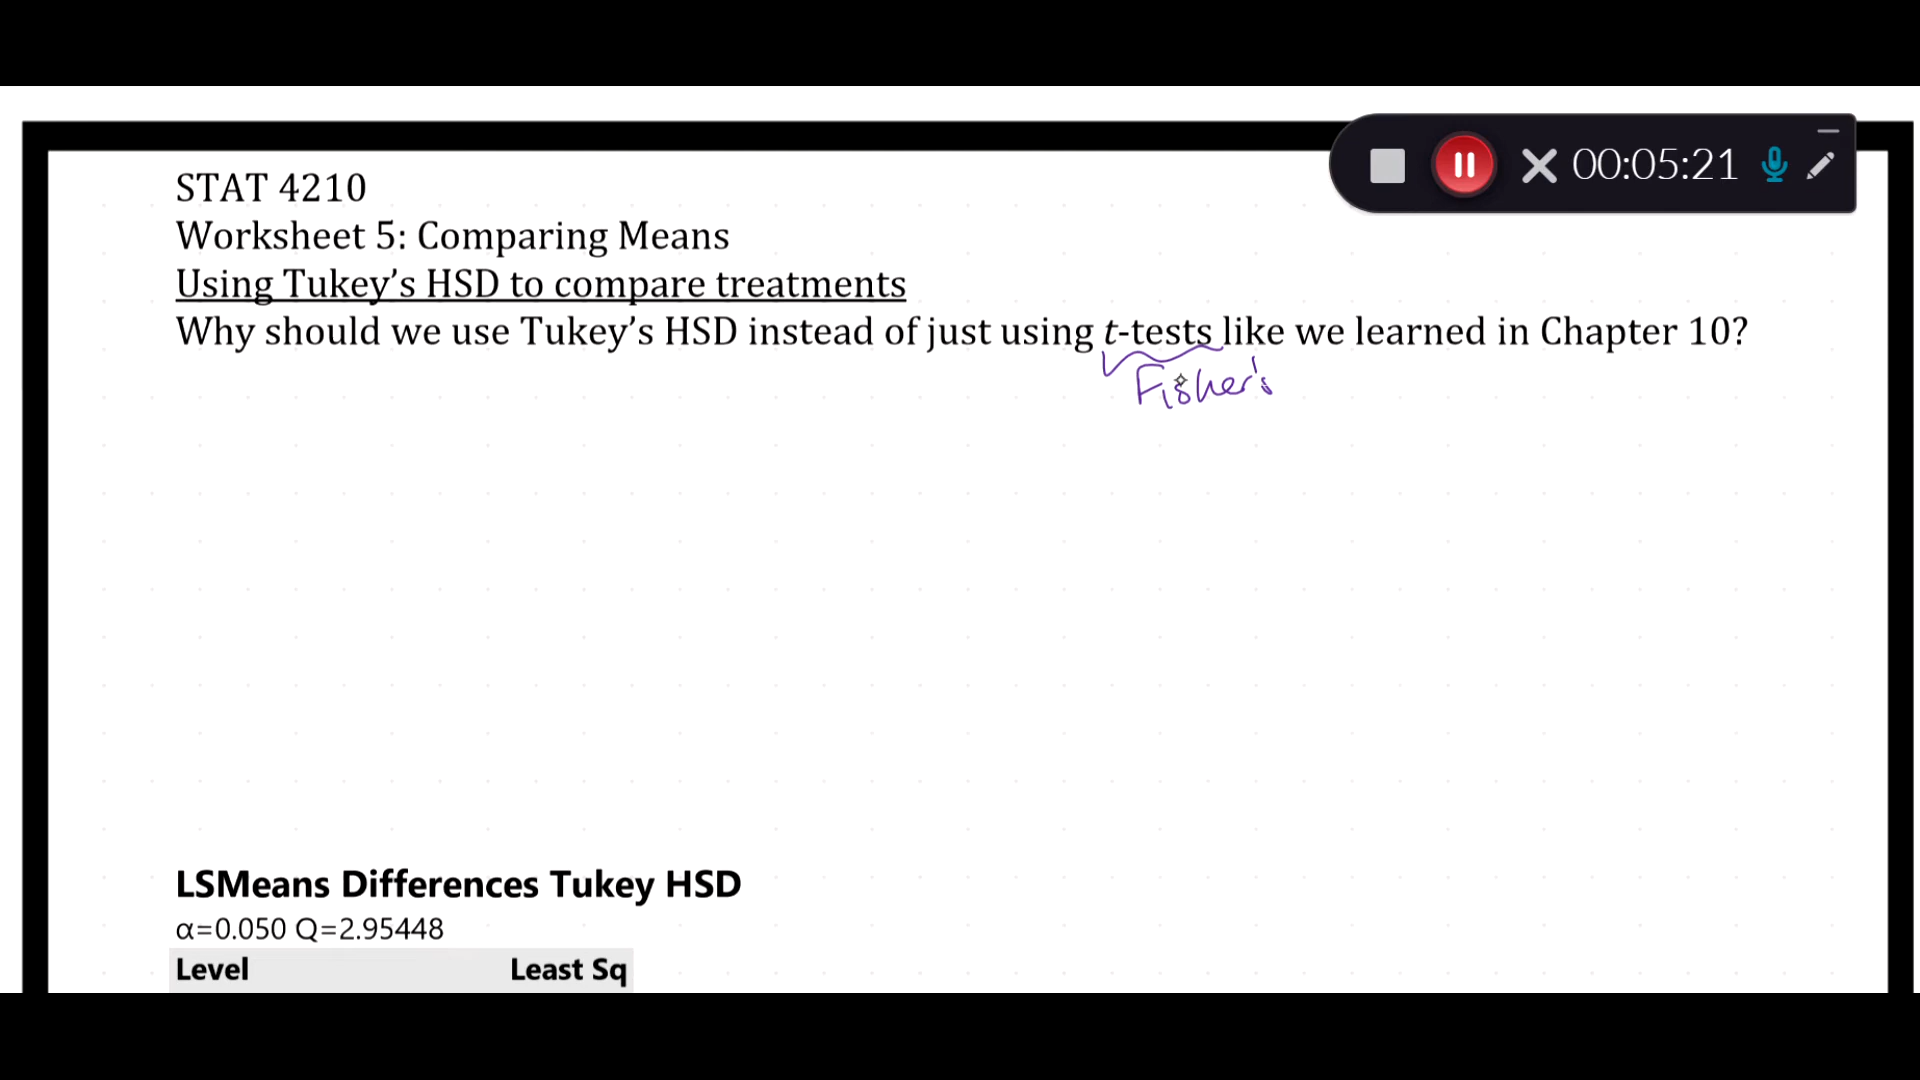 00:05:21
STAT 4210
Worksheet 5: Comparing Means
Using Tukey’s HSD to compare treatments
Why should we use Tukey’s HSD instead of just using t-tests like we learned in Chapter 10?
Fisher's
LSMeans Differences Tukey HSD
α=0.050 Q=2.95448
Level Least Sq